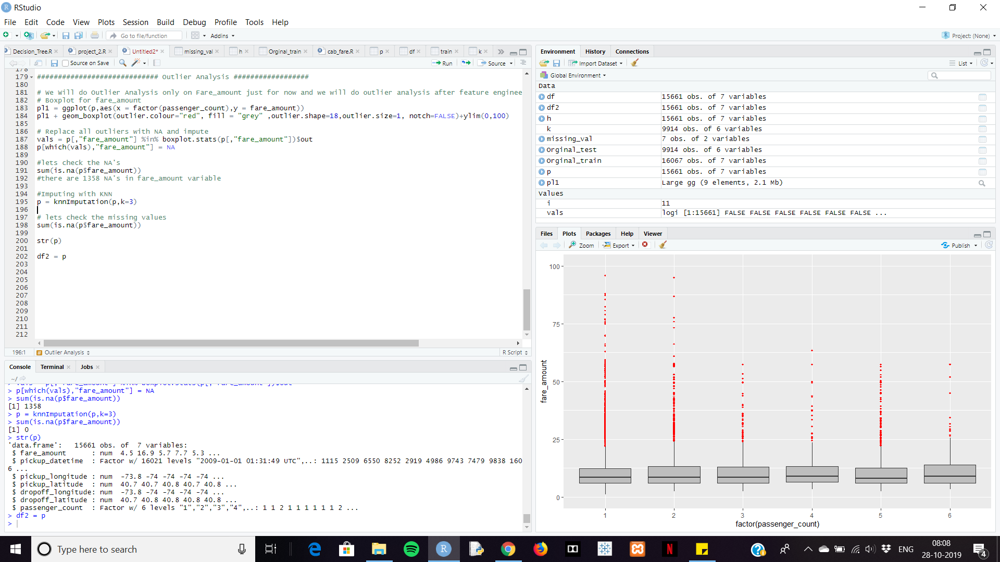 RStudio
File Edit Code View Plots Session Build Debug Profile Tools Help
Go to file/function Addins Project: (None)
Decision_Tree.R project_2.R Untitled2* missing_val h Orginal_train cab_fare.R p df train k
Source on Save Run Source
178
179 ############################# Outlier Analysis ##################
180
181 # We Will do Outlier Analysis only on Fare_amount just for now and we will do outlier analysis after feature enginee
182 # Boxplot for fare_amount
183 pl1 = ggplot(p,aes(x = factor(passenger_count),y = fare_amount))
184 pl1 + geom_boxplot(outlier.colour="red", fill = "grey" ,outlier.shape=18,outlier.size=1, notch=FALSE)+ylim(0,100)
185
186 # Replace all outliers with NA and impute
187 vals = p[,"fare_amount"] %in% boxplot.stats(p[,"fare_amount"])$out
188 p[which(vals),"fare_amount"] = NA
189
190 #lets check the NA's
191 sum(is.na(p$fare_amount))
192 #there are 1358 NA's in fare_amount variable
193
194 #Imputing with KNN
195 p = knnImputation(p,k=3)
196
197 # lets check the missing values
198 sum(is.na(p$fare_amount))
199
200 str(p)
201
202 df2 = p
203
204
205
206
207
208
209
210
211
212
196:1 Outlier Analysis R Script
Console Terminal Jobs
~/
> vals = p[,"fare_amount"] %in% boxplot.stats(p[,"fare_amount"])$out
> p[which(vals),"fare_amount"] = NA
> sum(is.na(p$fare_amount))
[1] 1358
> p = knnImputation(p,k=3)
> sum(is.na(p$fare_amount))
[1] 0
> str(p)
'data.frame': 15661 obs. of 7 variables:
$ fare_amount : num 4.5 16.9 5.7 7.7 5.3 ...
$ pickup_datetime : Factor w/ 16021 levels "2009-01-01 01:31:49 UTC",..: 1115 2509 6550 8252 2919 4986 9743 7479 9838 160
6 ...
$ pickup_longitude : num -73.8 -74 -74 -74 -74 ...
$ pickup_latitude : num 40.7 40.7 40.8 40.7 40.8 ...
$ dropoff_longitude: num -73.8 -74 -74 -74 -74 ...
$ dropoff_latitude : num 40.7 40.8 40.8 40.8 40.8 ...
$ passenger_count : Factor w/ 6 levels "1","2","3","4",..: 1 1 2 1 1 1 1 1 1 2 ...
> df2 = p
>
Environment History Connections
Import Dataset List
Global Environment
Data
df 15661 obs. of 7 variables
df2 15661 obs. of 7 variables
h 15661 obs. of 7 variables
k 9914 obs. of 6 variables
missing_val 7 obs. of 2 variables
Orginal_test 9914 obs. of 6 variables
Orginal_train 16067 obs. of 7 variables
p 15661 obs. of 7 variables
pl1 Large gg (9 elements, 2.1 Mb)
Values
i 11
vals logi [1:15661] FALSE FALSE FALSE FALSE FALSE FALSE ...
Files Plots Packages Help Viewer
Zoom Export Publish
100
75
50
25
0
fare_amount
1 2 3 4 5 6
factor(passenger_count)
Type here to search
ENG
08:08
28-10-2019
4